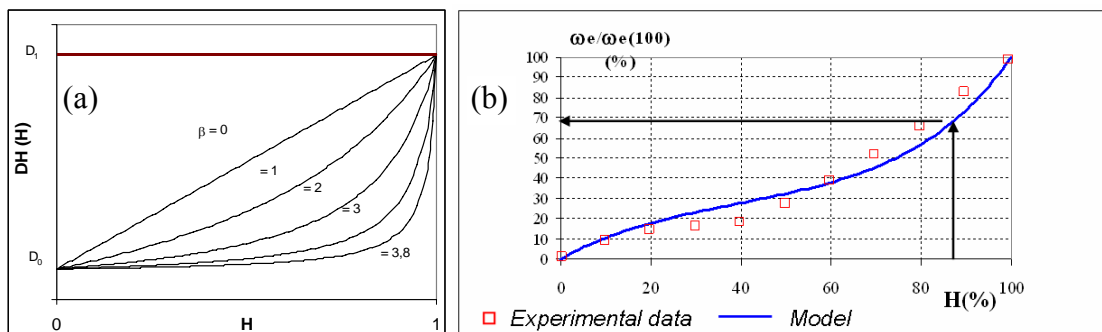 (a)
D₁
β = 0
= 1
= 2
= 3
= 3,8
D₀
DH (H)
0
H
1
(b)
ωe/ωe(100)
(%)
100
90
80
70
60
50
40
30
20
10
0
0 20 40 60 80 100
H(%)
Experimental data Model